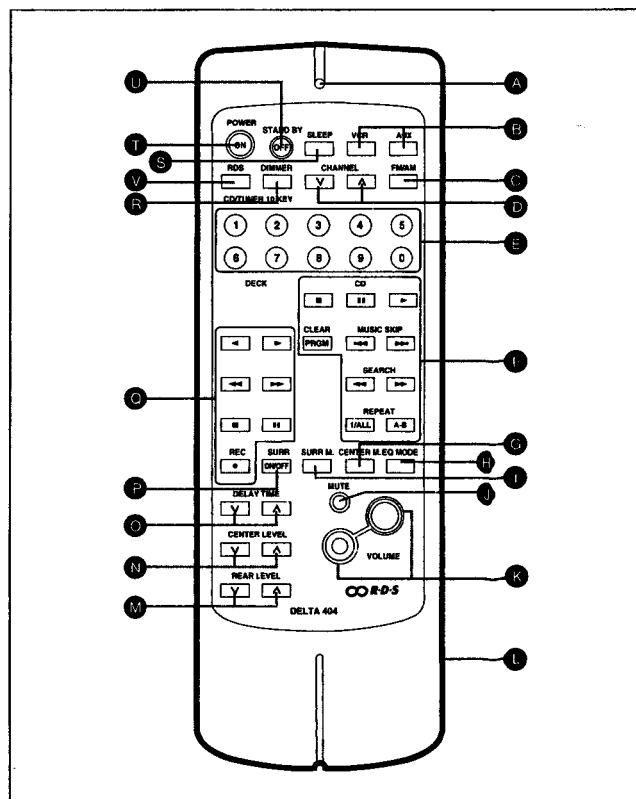 U
A
POWER
STAND BY
SLEEP
VCR
AUX
B
T
ON
OFF
S
RDS
DIMMER
CHANNEL
FM/AM
C
V
R
CD/TUNER 10 KEY
D
1 2 3 4 5
E
6 7 8 9 0
DECK
CD
CLEAR
MUSIC SKIP
PRGM
F
SEARCH
Q
REPEAT
1/ALL
A-B
G
REC
SURR
SURR M.
CENTER M.
EQ MODE
H
P
ON/OFF
I
MUTE
J
DELAY TIME
O
CENTER LEVEL
VOLUME
N
K
REAR LEVEL
R·D·S
M
DELTA 404
L